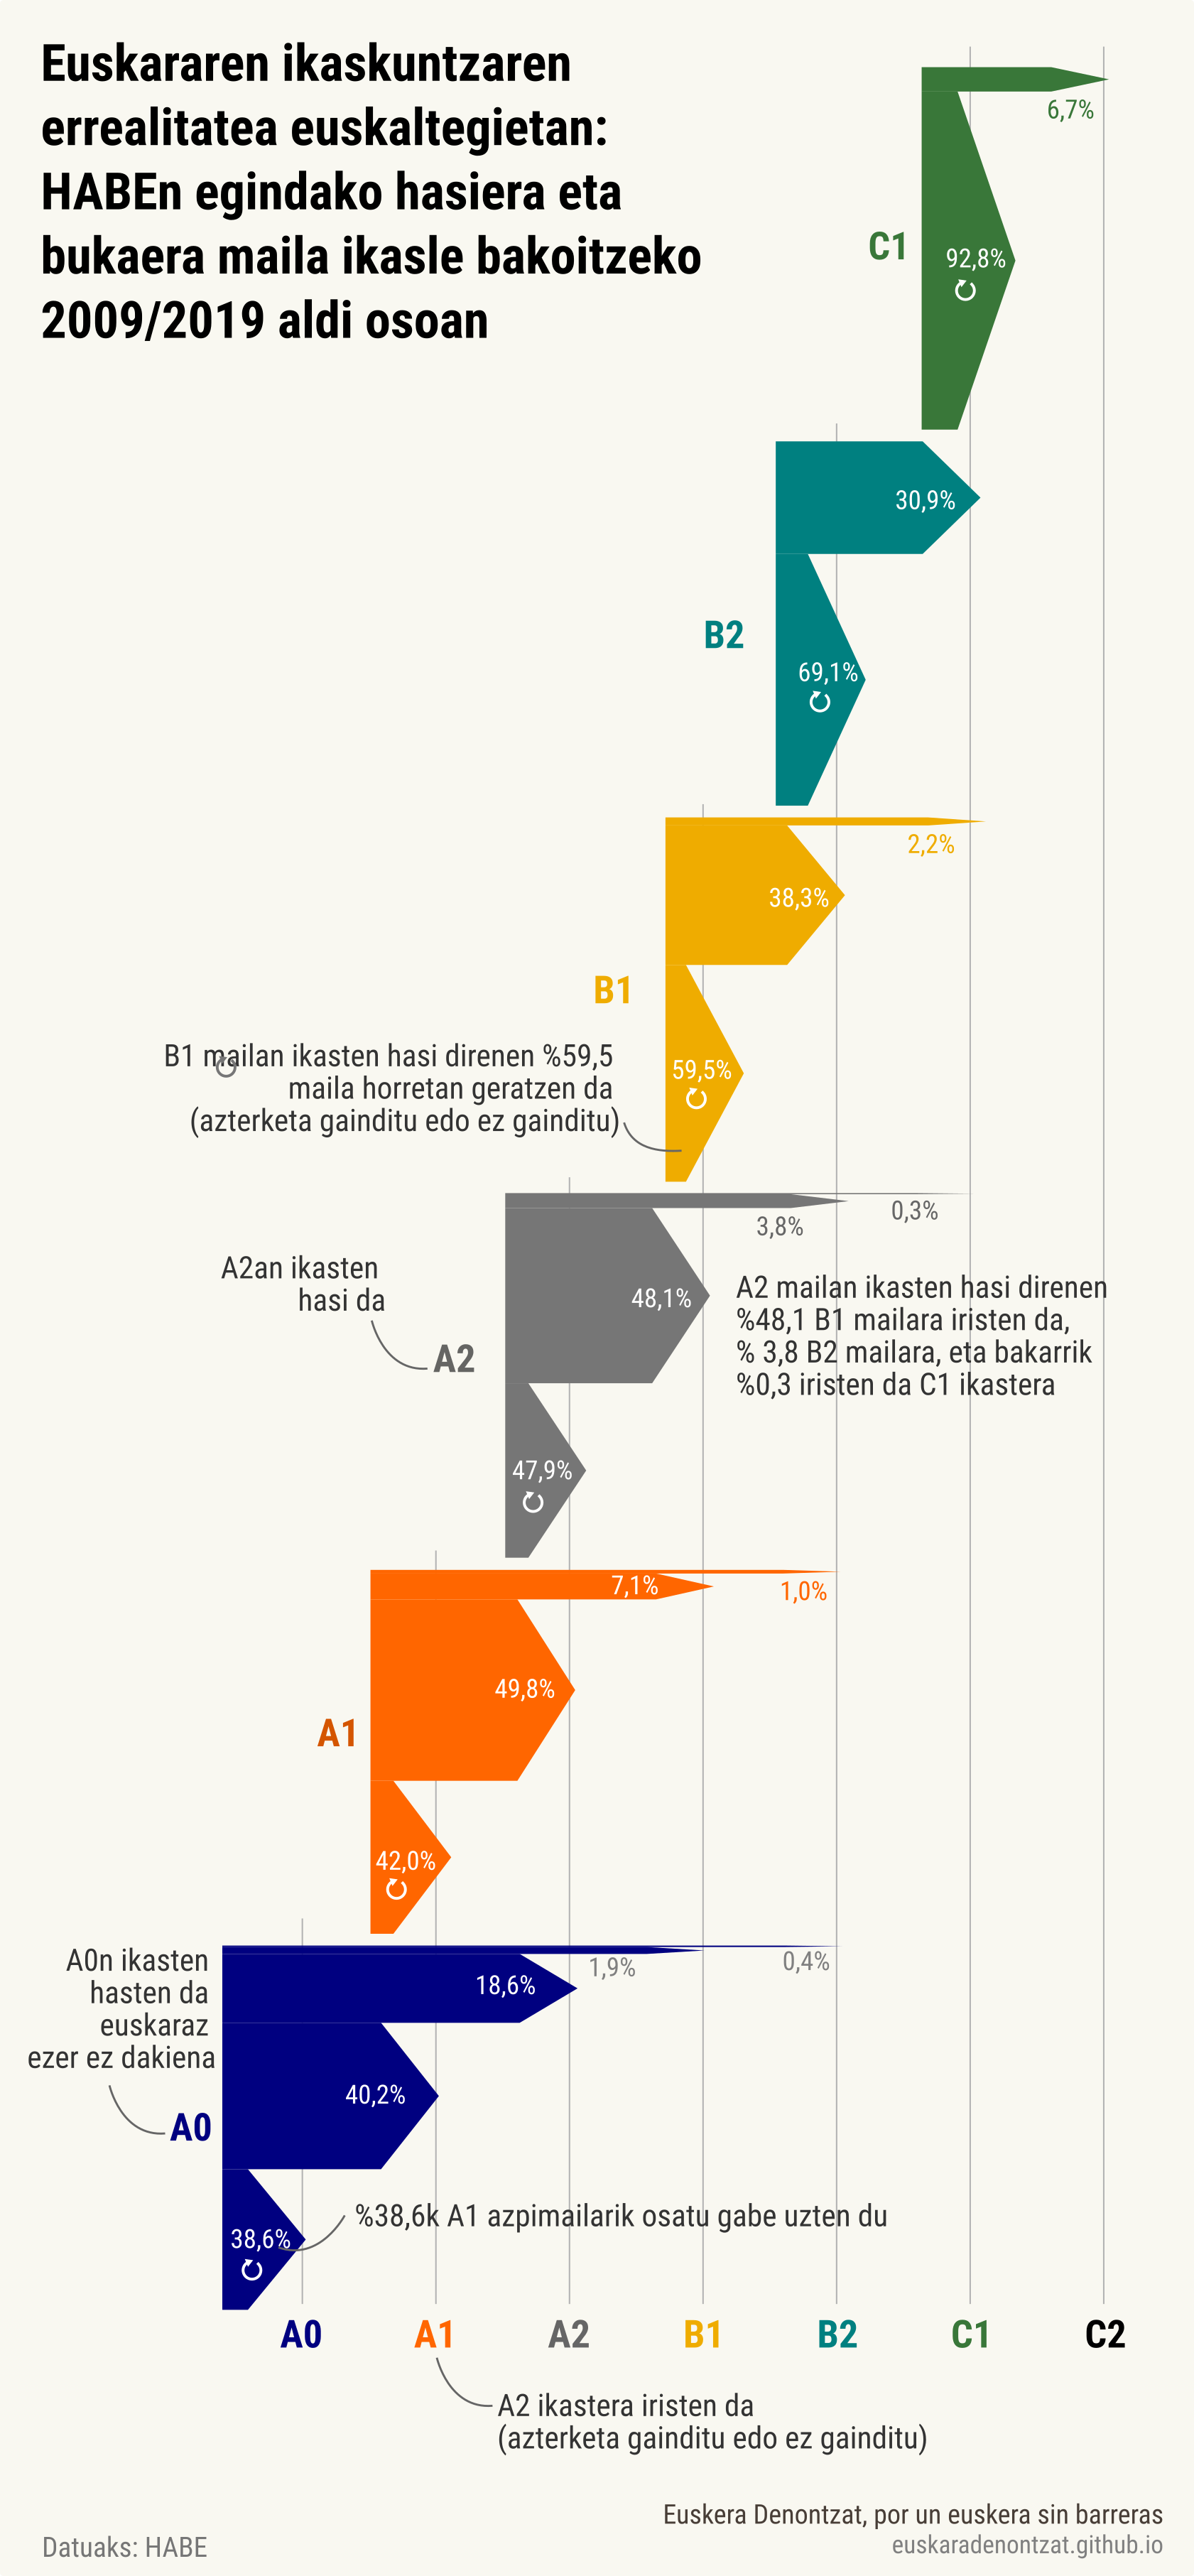 Euskararen ikaskuntzaren
errealitatea euskaltegietan:
HABEn egindako hasiera eta
bukaera maila ikasle bakoitzeko
2009/2019 aldi osoan
6,7%
C1
92,8%
30,9%
B2
69,1%
2,2%
38,3%
B1
B1 mailan ikasten hasi direnen %59,5
maila horretan geratzen da
(azterketa gainditu edo ez gainditu)
59,5%
0,3%
3,8%
A2an ikasten
hasi da
A2
48,1%
A2 mailan ikasten hasi direnen
%48,1 B1 mailara iristen da,
% 3,8 B2 mailara, eta bakarrik
%0,3 iristen da C1 ikastera
47,9%
7,1%
1,0%
49,8%
A1
42,0%
A0n ikasten
hasten da
euskaraz
ezer ez dakiena
A0
1,9%
0,4%
18,6%
40,2%
38,6%
%38,6k A1 azpimailarik osatu gabe uzten du
A0 A1 A2 B1 B2 C1 C2
A2 ikastera iristen da
(azterketa gainditu edo ez gainditu)
Euskera Denontzat, por un euskera sin barreras
Datuaks: HABE
euskaradenontzat.github.io